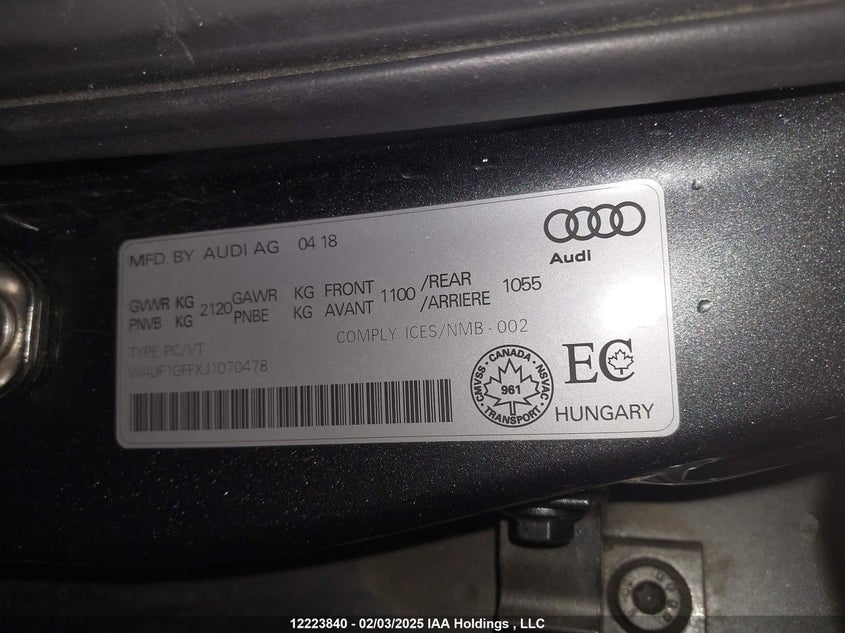 MFD. BY AUDI AG 04 18
Audi
GVWR KG 2120 GAWR KG FRONT 1100 /REAR 1055
PNVB KG PNBE KG AVANT /ARRIERE
COMPLY ICES/NMB - 002
TYPE PC/VT
WAUF1GFFXJ1070478
CMVSS - CANADA - NSVAC - TRANSPORT -
961
EC
HUNGARY
12223840 - 02/03/2025 IAA Holdings , LLC